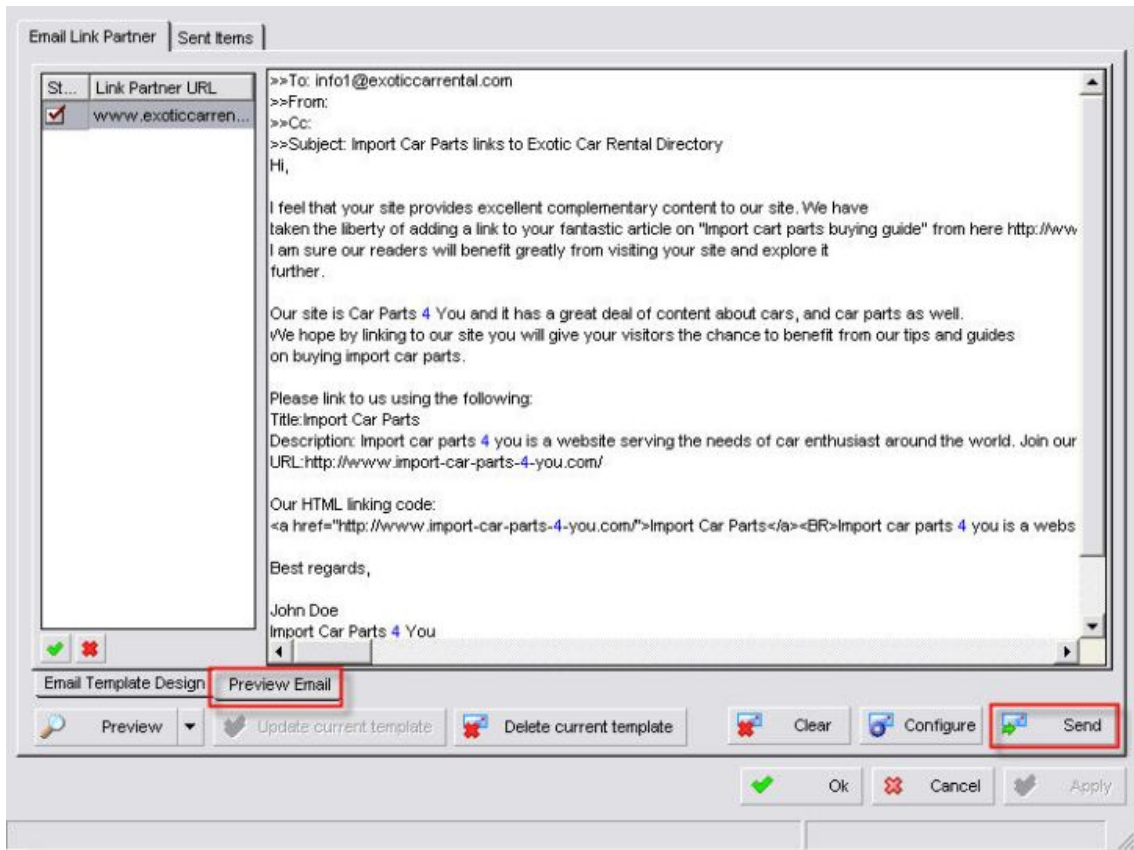 Email Link Partner Sent Items
St... Link Partner URL
www.exoticcarren...
>>To: info1@exoticcarrental.com
>>From:
>>Cc:
>>Subject: Import Car Parts links to Exotic Car Rental Directory
Hi,
I feel that your site provides excellent complementary content to our site. We have
taken the liberty of adding a link to your fantastic article on "Import cart parts buying guide" from here http://ww
I am sure our readers will benefit greatly from visiting your site and explore it
further.
Our site is Car Parts 4 You and it has a great deal of content about cars, and car parts as well.
We hope by linking to our site you will give your visitors the chance to benefit from our tips and guides
on buying import car parts.
Please link to us using the following:
Title:Import Car Parts
Description: Import car parts 4 you is a website serving the needs of car enthusiast around the world. Join our
URL:http://www.import-car-parts-4-you.com/
Our HTML linking code:
<a href="http://www.import-car-parts-4-you.com/">Import Car Parts</a><BR>Import car parts 4 you is a webs
Best regards,
John Doe
Import Car Parts 4 You
Email Template Design Preview Email
Preview Update current template Delete current template Clear Configure Send
Ok Cancel Apply